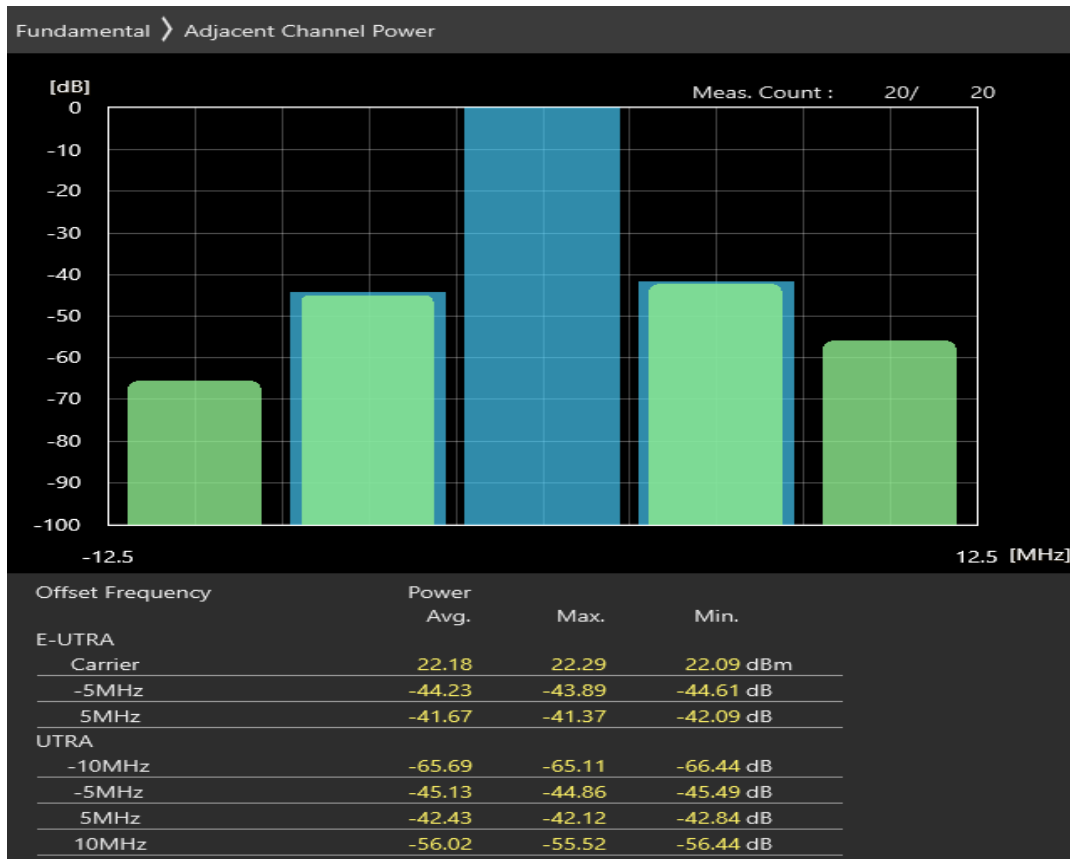 Fundamental ❯ Adjacent Channel Power
[dB]
Meas. Count : 20/ 20
0
-10
-20
-30
-40
-50
-60
-70
-80
-90
-100
-12.5 12.5 [MHz]
Offset Frequency Power
Avg. Max. Min.
E-UTRA
Carrier 22.18 22.29 22.09 dBm
-5MHz -44.23 -43.89 -44.61 dB
5MHz -41.67 -41.37 -42.09 dB
UTRA
-10MHz -65.69 -65.11 -66.44 dB
-5MHz -45.13 -44.86 -45.49 dB
5MHz -42.43 -42.12 -42.84 dB
10MHz -56.02 -55.52 -56.44 dB